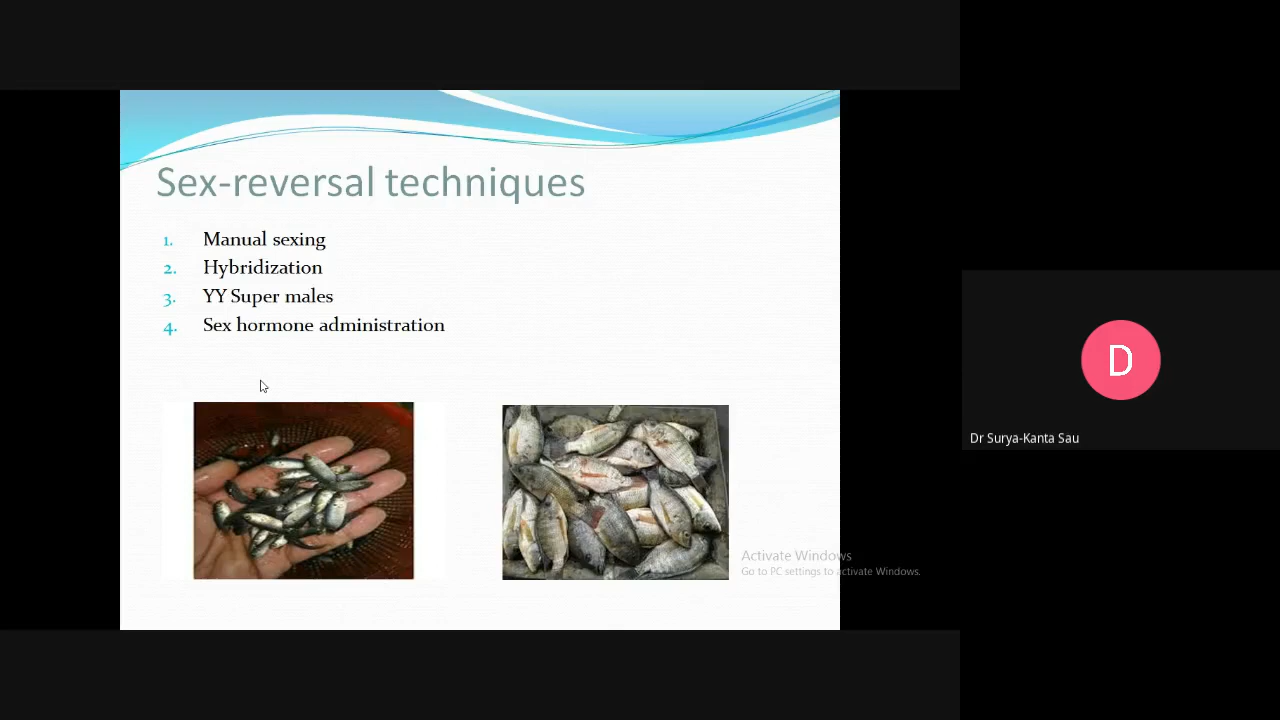 Sex-reversal techniques
1. Manual sexing
2. Hybridization
3. YY Super males
4. Sex hormone administration
Activate Windows
Go to PC settings to activate Windows.
D
Dr Surya-Kanta Sau